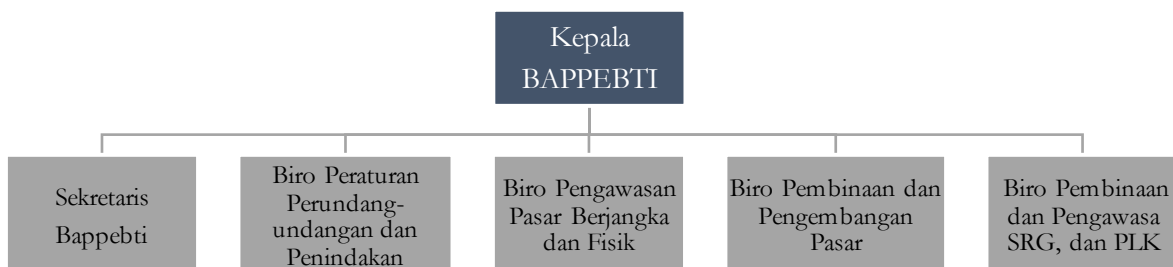 Kepala
BAPPEBTI
Sekretaris
Bappebti
Biro Peraturan
Perundang-
undangan dan
Penindakan
Biro Pengawasan
Pasar Berjangka
dan Fisik
Biro Pembinaan dan
Pengembangan
Pasar
Biro Pembinaan
dan Pengawasa
SRG, dan PLK